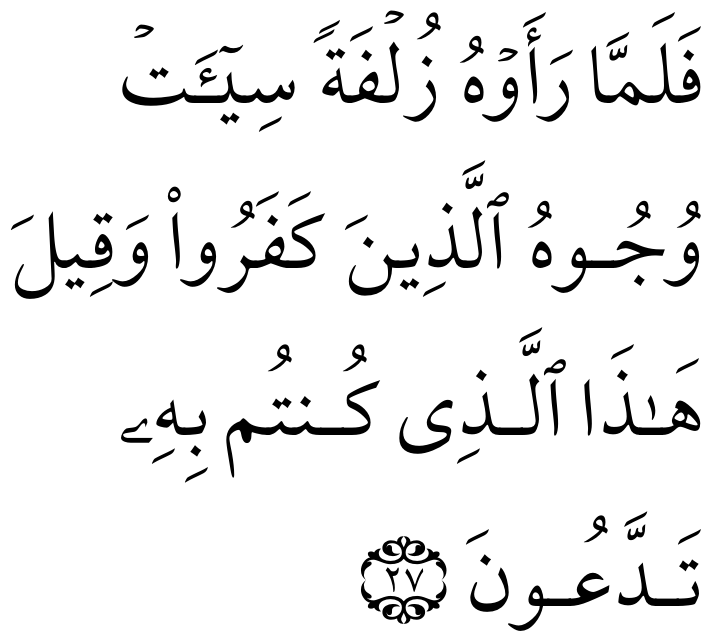 فَلَمَّا رَأَوۡهُ زُلۡفَةً سِيٓـَٔتۡ
وُجُوهُ ٱلَّذِينَ كَفَرُوا۟ وَقِيلَ
هَـٰذَا ٱلَّذِى كُنتُم بِهِۦ
تَدَّعُونَ ٢٧